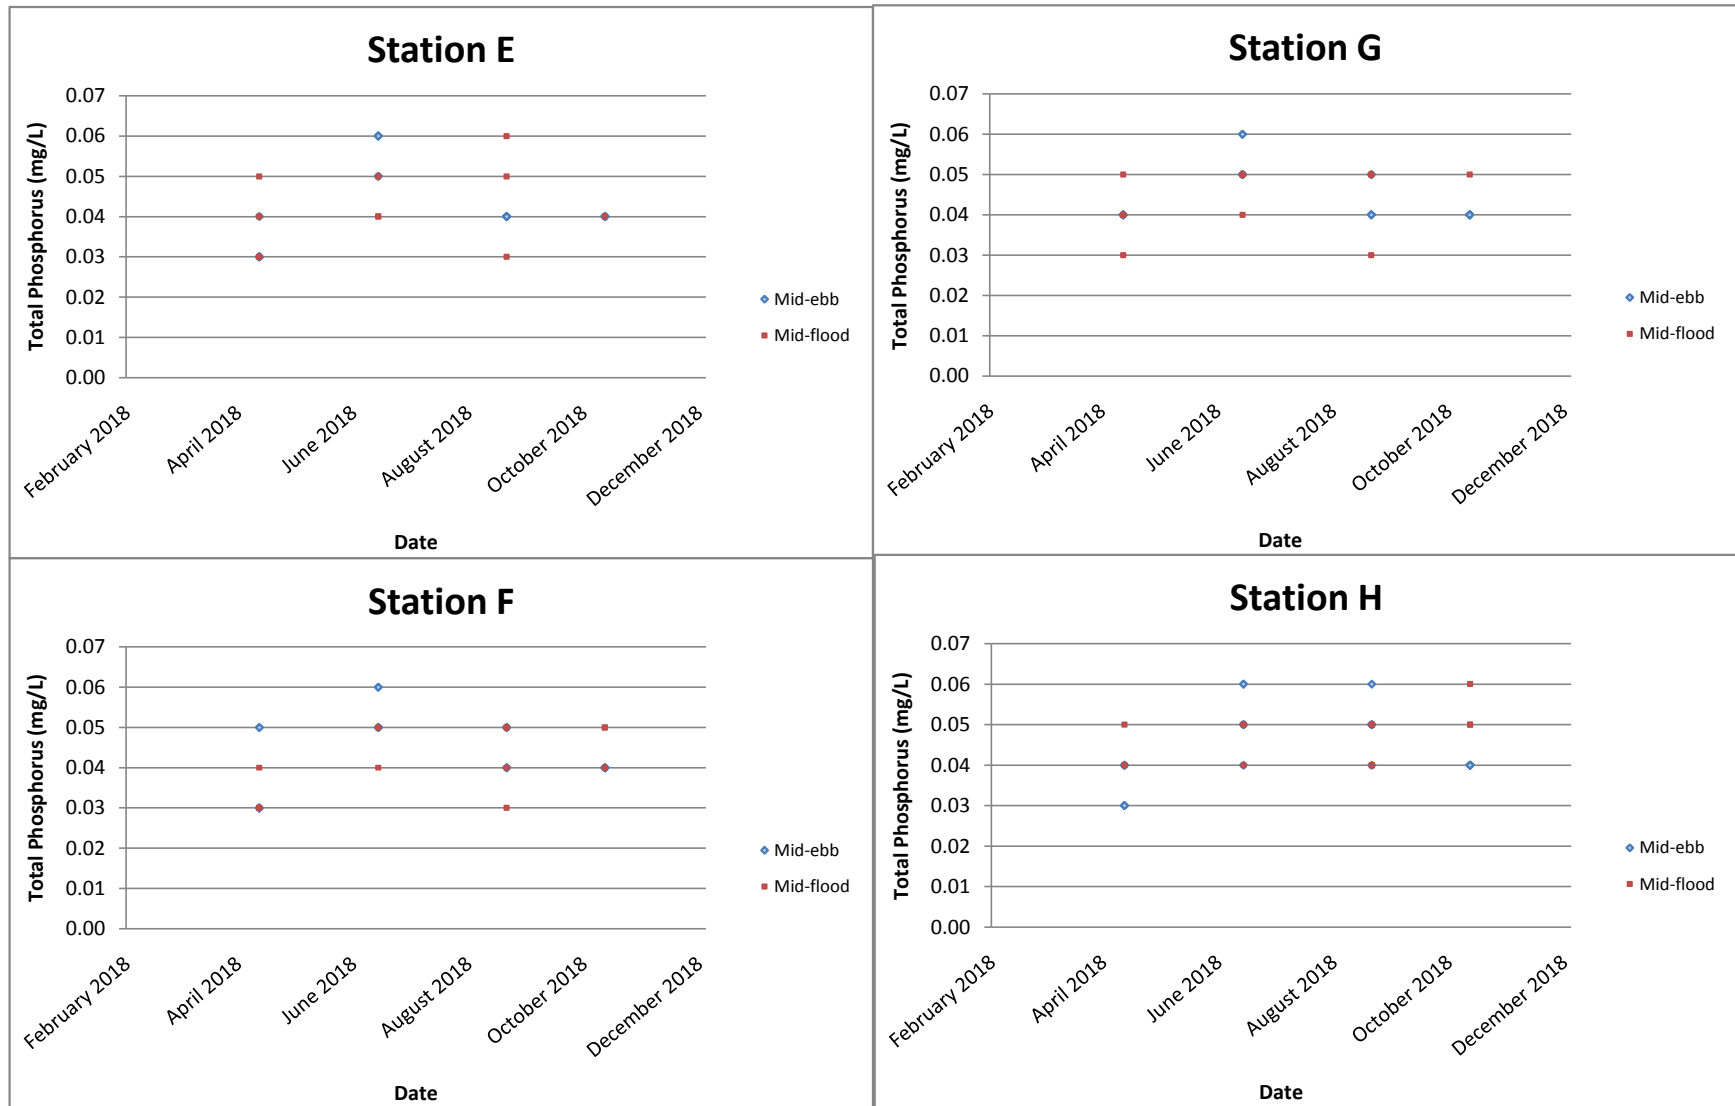 Station E
Total Phosphorus (mg/L)
0.07
0.06
0.05
0.04
0.03
0.02
0.01
0.00
February 2018
April 2018
June 2018
August 2018
October 2018
December 2018
Date
Mid-ebb
Mid-flood
Station G
Total Phosphorus (mg/L)
0.07
0.06
0.05
0.04
0.03
0.02
0.01
0.00
February 2018
April 2018
June 2018
August 2018
October 2018
December 2018
Date
Mid-ebb
Mid-flood
Station F
Total Phosphorus (mg/L)
0.07
0.06
0.05
0.04
0.03
0.02
0.01
0.00
February 2018
April 2018
June 2018
August 2018
October 2018
December 2018
Date
Mid-ebb
Mid-flood
Station H
Total Phosphorus (mg/L)
0.07
0.06
0.05
0.04
0.03
0.02
0.01
0.00
February 2018
April 2018
June 2018
August 2018
October 2018
December 2018
Date
Mid-ebb
Mid-flood